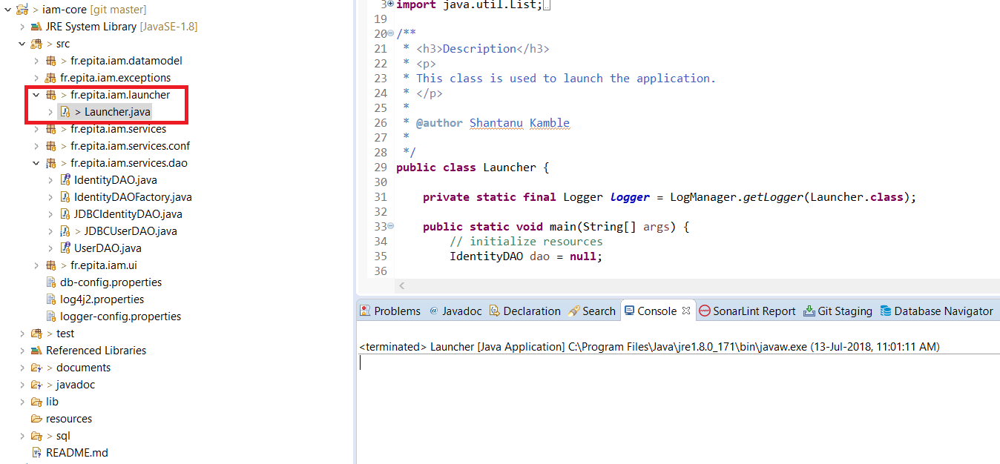 > iam-core [git master]
JRE System Library [JavaSE-1.8]
> src
> fr.epita.iam.datamodel
fr.epita.iam.exceptions
> fr.epita.iam.launcher
> Launcher.java
> fr.epita.iam.services
> fr.epita.iam.services.conf
> fr.epita.iam.services.dao
IdentityDAO.java
IdentityDAOFactory.java
JDBCIdentityDAO.java
> JDBCUserDAO.java
UserDAO.java
> fr.epita.iam.ui
db-config.properties
log4j2.properties
logger-config.properties
> test
Referenced Libraries
> documents
> javadoc
lib
resources
> sql
README.md
3 import java.util.List;
19
20 /**
21 * <h3>Description</h3>
22 * <p>
23 * This class is used to launch the application.
24 * </p>
25 *
26 * @author Shantanu Kamble
27 *
28 */
29 public class Launcher {
30
31 private static final Logger logger = LogManager.getLogger(Launcher.class);
32
33 public static void main(String[] args) {
34 // initialize resources
35 IdentityDAO dao = null;
36
Problems @ Javadoc Declaration Search Console SonarLint Report Git Staging Database Navigator
<terminated> Launcher [Java Application] C:\Program Files\Java\jre1.8.0_171\bin\javaw.exe (13-Jul-2018, 11:01:11 AM)